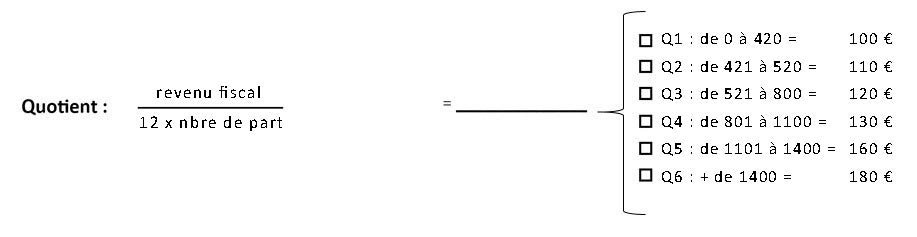 Quotient : revenu fiscal
12 x nbre de part
= ________________
Q1 : de 0 à 420 = 100 €
Q2 : de 421 à 520 = 110 €
Q3 : de 521 à 800 = 120 €
Q4 : de 801 à 1100 = 130 €
Q5 : de 1101 à 1400 = 160 €
Q6 : + de 1400 = 180 €